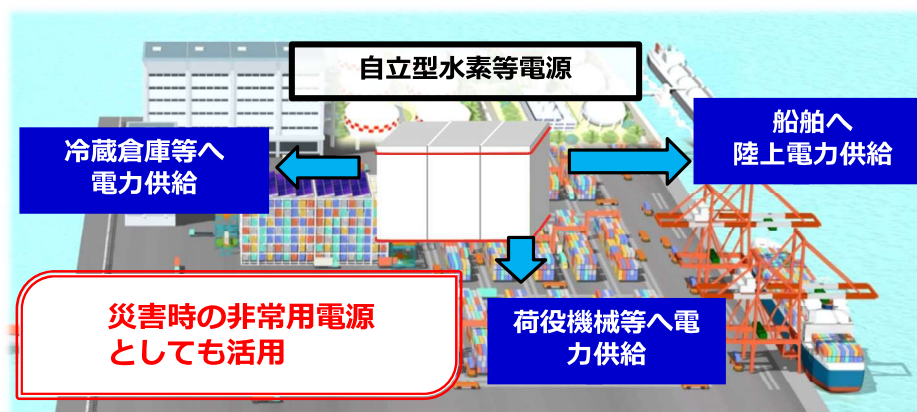 自立型水素等電源
冷蔵倉庫等へ
電力供給
船舶へ
陸上電力供給
荷役機械等へ電
力供給
災害時の非常用電源
としても活用